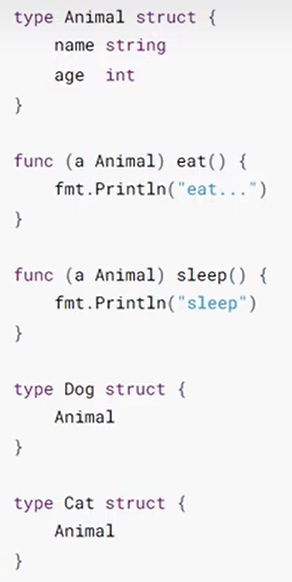 type Animal struct {
    name string
    age  int
}

func (a Animal) eat() {
    fmt.Println("eat...")
}

func (a Animal) sleep() {
    fmt.Println("sleep")
}

type Dog struct {
    Animal
}

type Cat struct {
    Animal
}